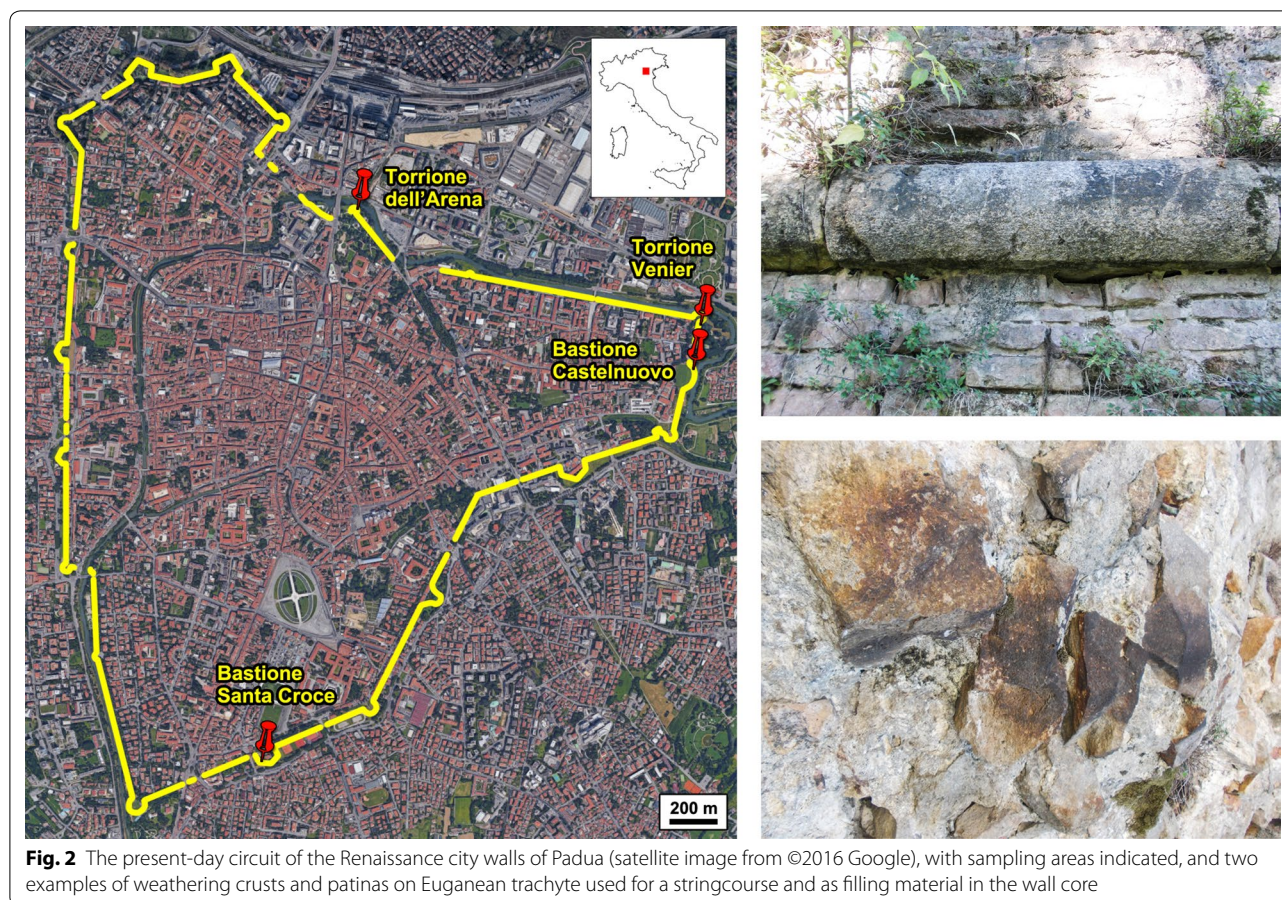 Torrione
dell'Arena
Torrione
Venier
Bastione
Castelnuovo
Bastione
Santa Croce
200 m
Fig. 2 The present-day circuit of the Renaissance city walls of Padua (satellite image from ©2016 Google), with sampling areas indicated, and two
examples of weathering crusts and patinas on Euganean trachyte used for a stringcourse and as filling material in the wall core